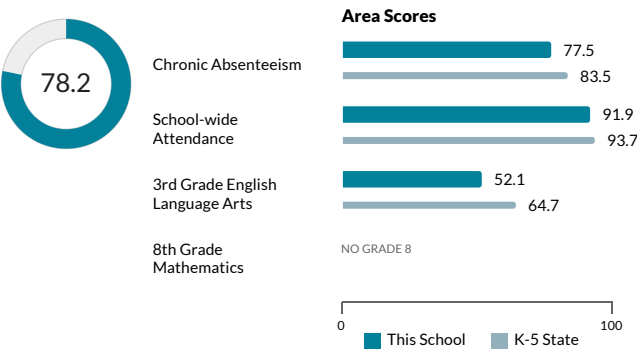 Area Scores
78.2
Chronic Absenteeism
77.5
83.5
School-wide
Attendance
91.9
93.7
3rd Grade English
Language Arts
52.1
64.7
8th Grade
Mathematics
NO GRADE 8
0
100
This School
K-5 State